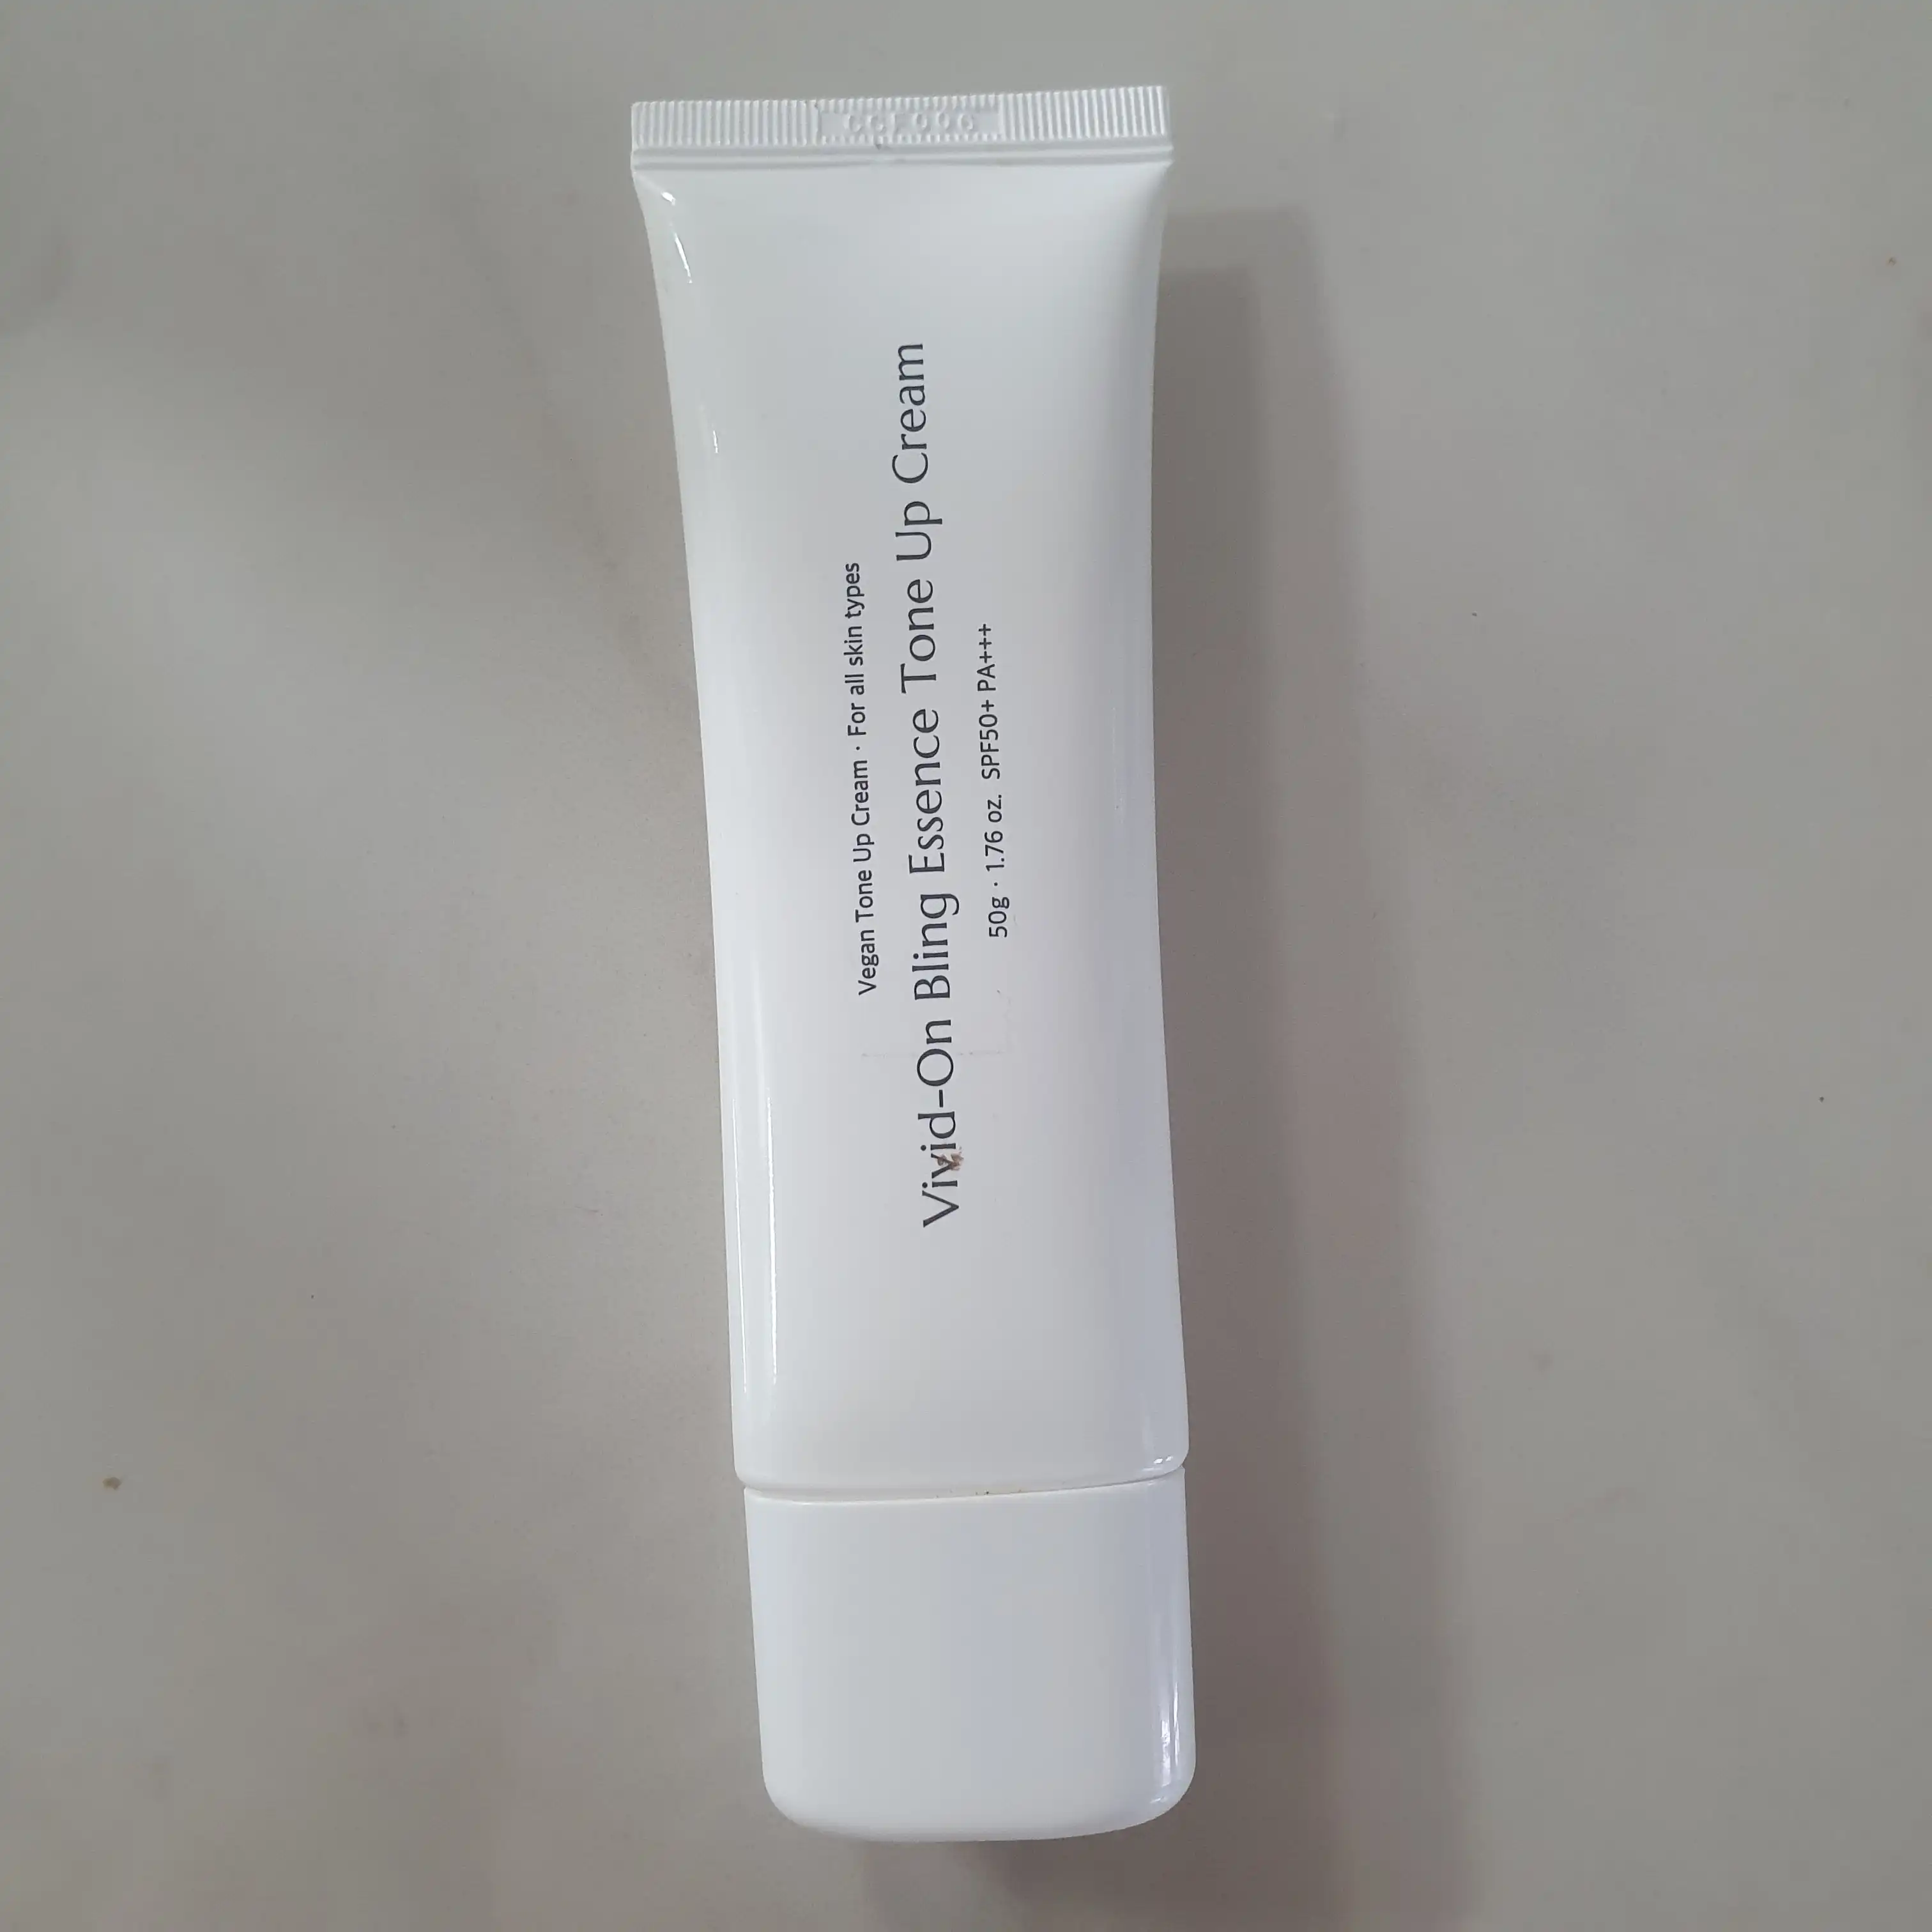 Vegan Tone Up Cream · For all skin types
Vivid-On Bling Essence Tone Up Cream
50g · 1.76 oz. SPF50+ PA+++